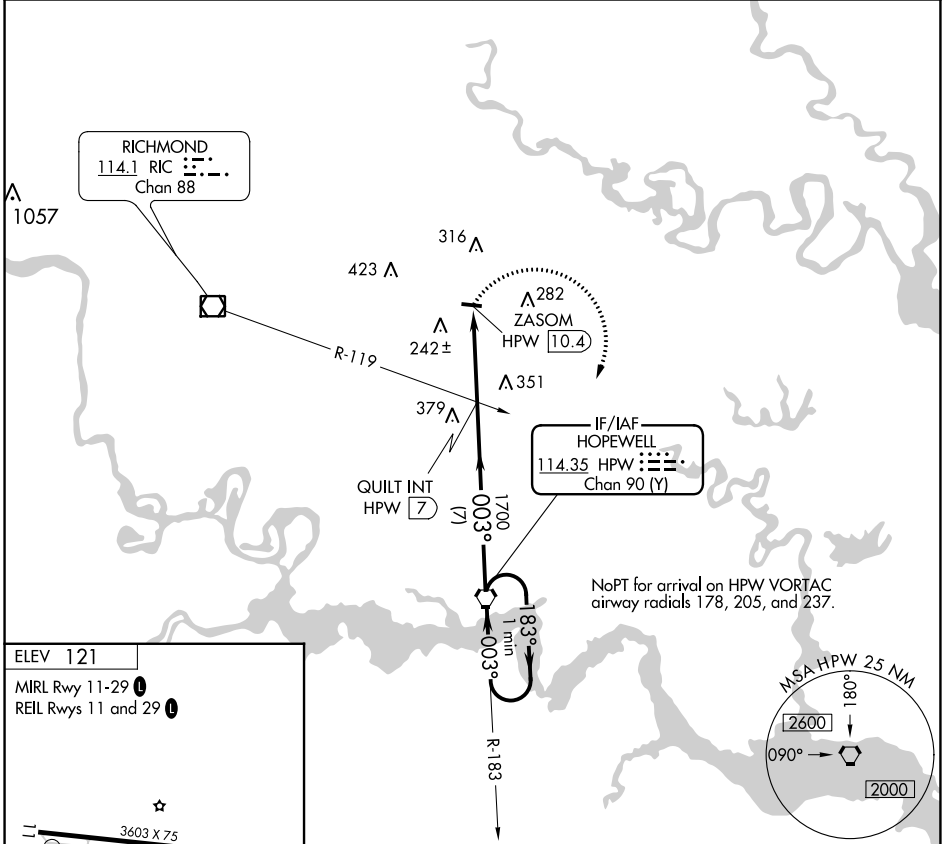 RICHMOND
114.1 RIC
Chan 88
1057
316
423
282
ZASOM
HPW 10.4
242±
R-119
351
379
IF/IAF
HOPEWELL
114.35 HPW
Chan 90 (Y)
QUILT INT
HPW 7
1700
003°
(7)
NoPT for arrival on HPW VORTAC
airway radials 178, 205, and 237.
183°
1 min
003°
R-183
ELEV 121
MIRL Rwy 11-29 L
REIL Rwys 11 and 29 L
11
3603 X 75
MSA HPW 25 NM
180°
2600
090°
2000